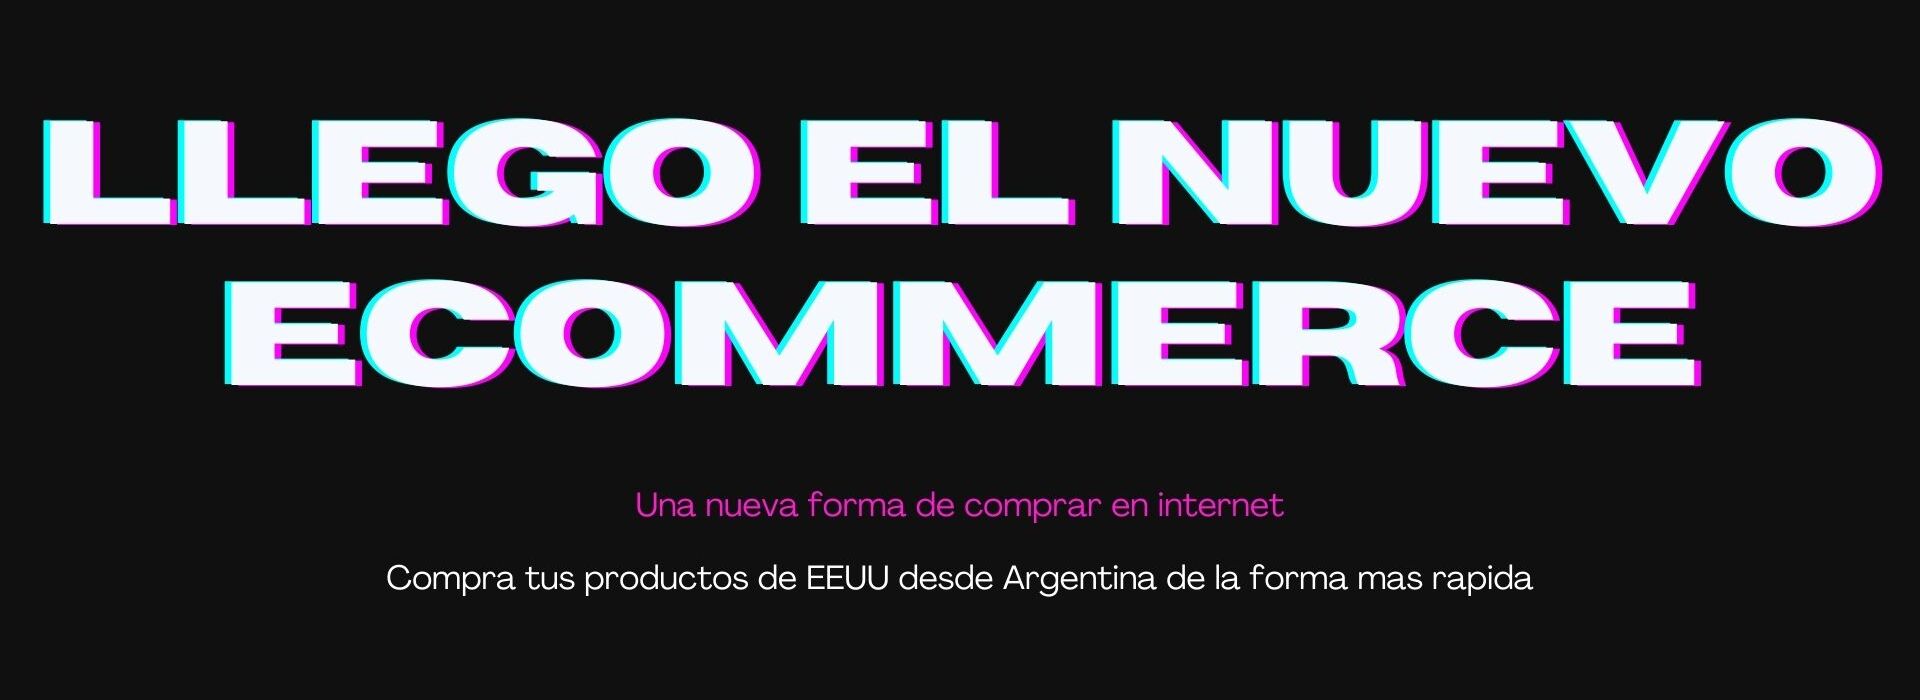 LLEGO EL NUEVO
ECOMMERCE
Una nueva forma de comprar en internet
Compra tus productos de EEUU desde Argentina de la forma mas rapida